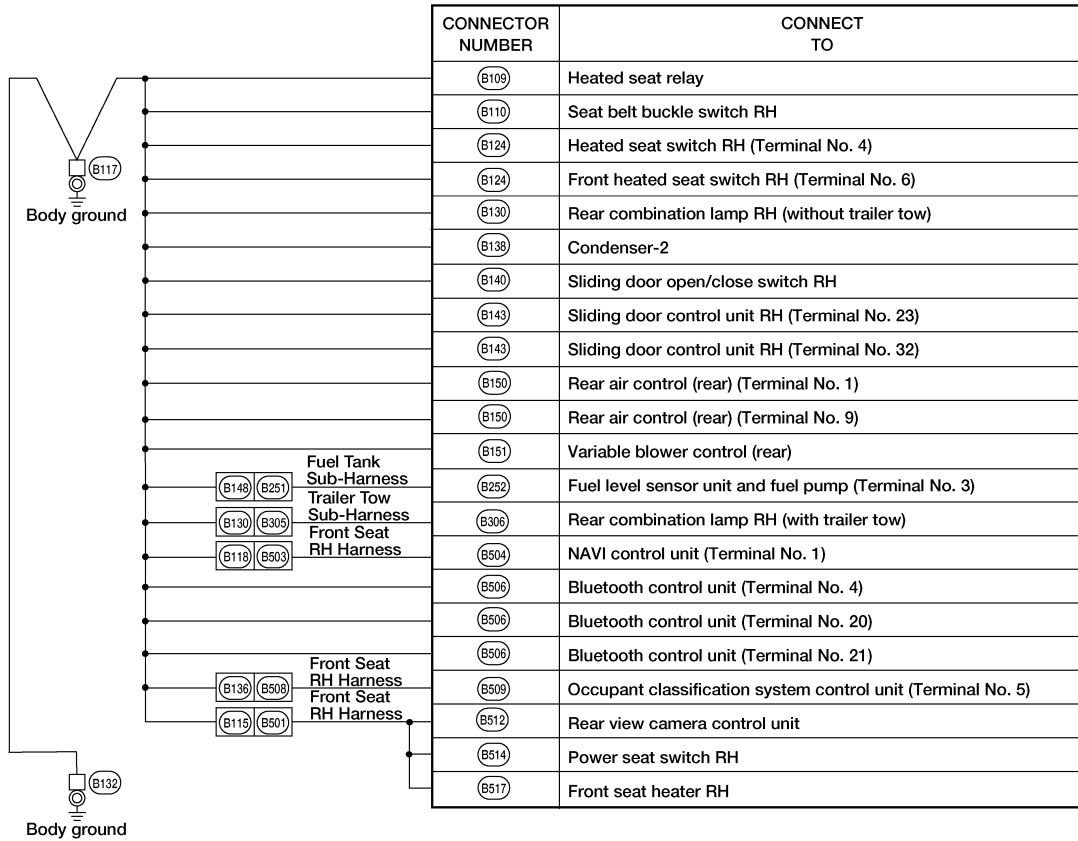 CONNECTOR
NUMBER
CONNECT
TO
B109 Heated seat relay
B110 Seat belt buckle switch RH
B124 Heated seat switch RH (Terminal No. 4)
B117
B124 Front heated seat switch RH (Terminal No. 6)
Body ground
B130 Rear combination lamp RH (without trailer tow)
B138 Condenser-2
B140 Sliding door open/close switch RH
B143 Sliding door control unit RH (Terminal No. 23)
B143 Sliding door control unit RH (Terminal No. 32)
B150 Rear air control (rear) (Terminal No. 1)
B150 Rear air control (rear) (Terminal No. 9)
B151 Variable blower control (rear)
Fuel Tank
Sub-Harness
B148 B251 B252 Fuel level sensor unit and fuel pump (Terminal No. 3)
Trailer Tow
Sub-Harness
B130 B305 B306 Rear combination lamp RH (with trailer tow)
Front Seat
RH Harness
B118 B503 B504 NAVI control unit (Terminal No. 1)
B506 Bluetooth control unit (Terminal No. 4)
B506 Bluetooth control unit (Terminal No. 20)
B506 Bluetooth control unit (Terminal No. 21)
Front Seat
RH Harness
B136 B508 B509 Occupant classification system control unit (Terminal No. 5)
Front Seat
RH Harness
B115 B501 B512 Rear view camera control unit
B514 Power seat switch RH
B132
B517 Front seat heater RH
Body ground